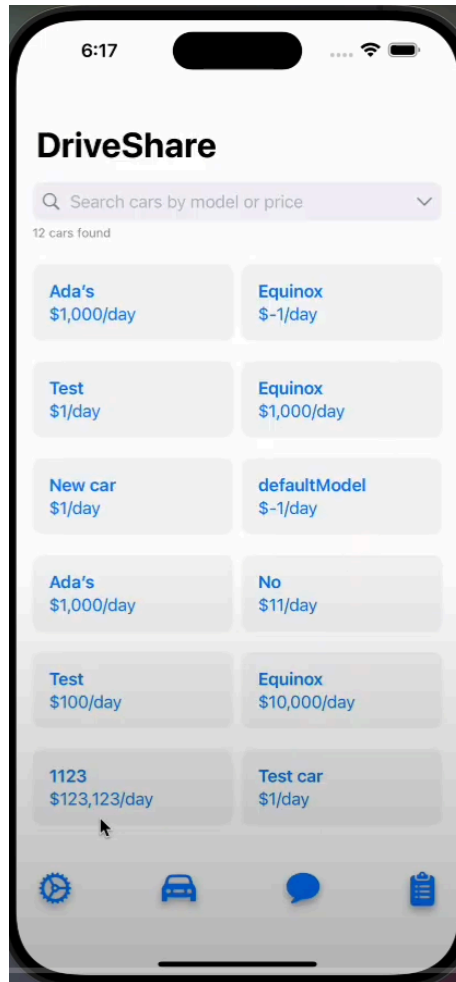 6:17
DriveShare
Search cars by model or price
12 cars found
Ada's
$1,000/day
Equinox
$-1/day
Test
$1/day
Equinox
$1,000/day
New car
$1/day
defaultModel
$-1/day
Ada's
$1,000/day
No
$11/day
Test
$100/day
Equinox
$10,000/day
1123
$123,123/day
Test car
$1/day